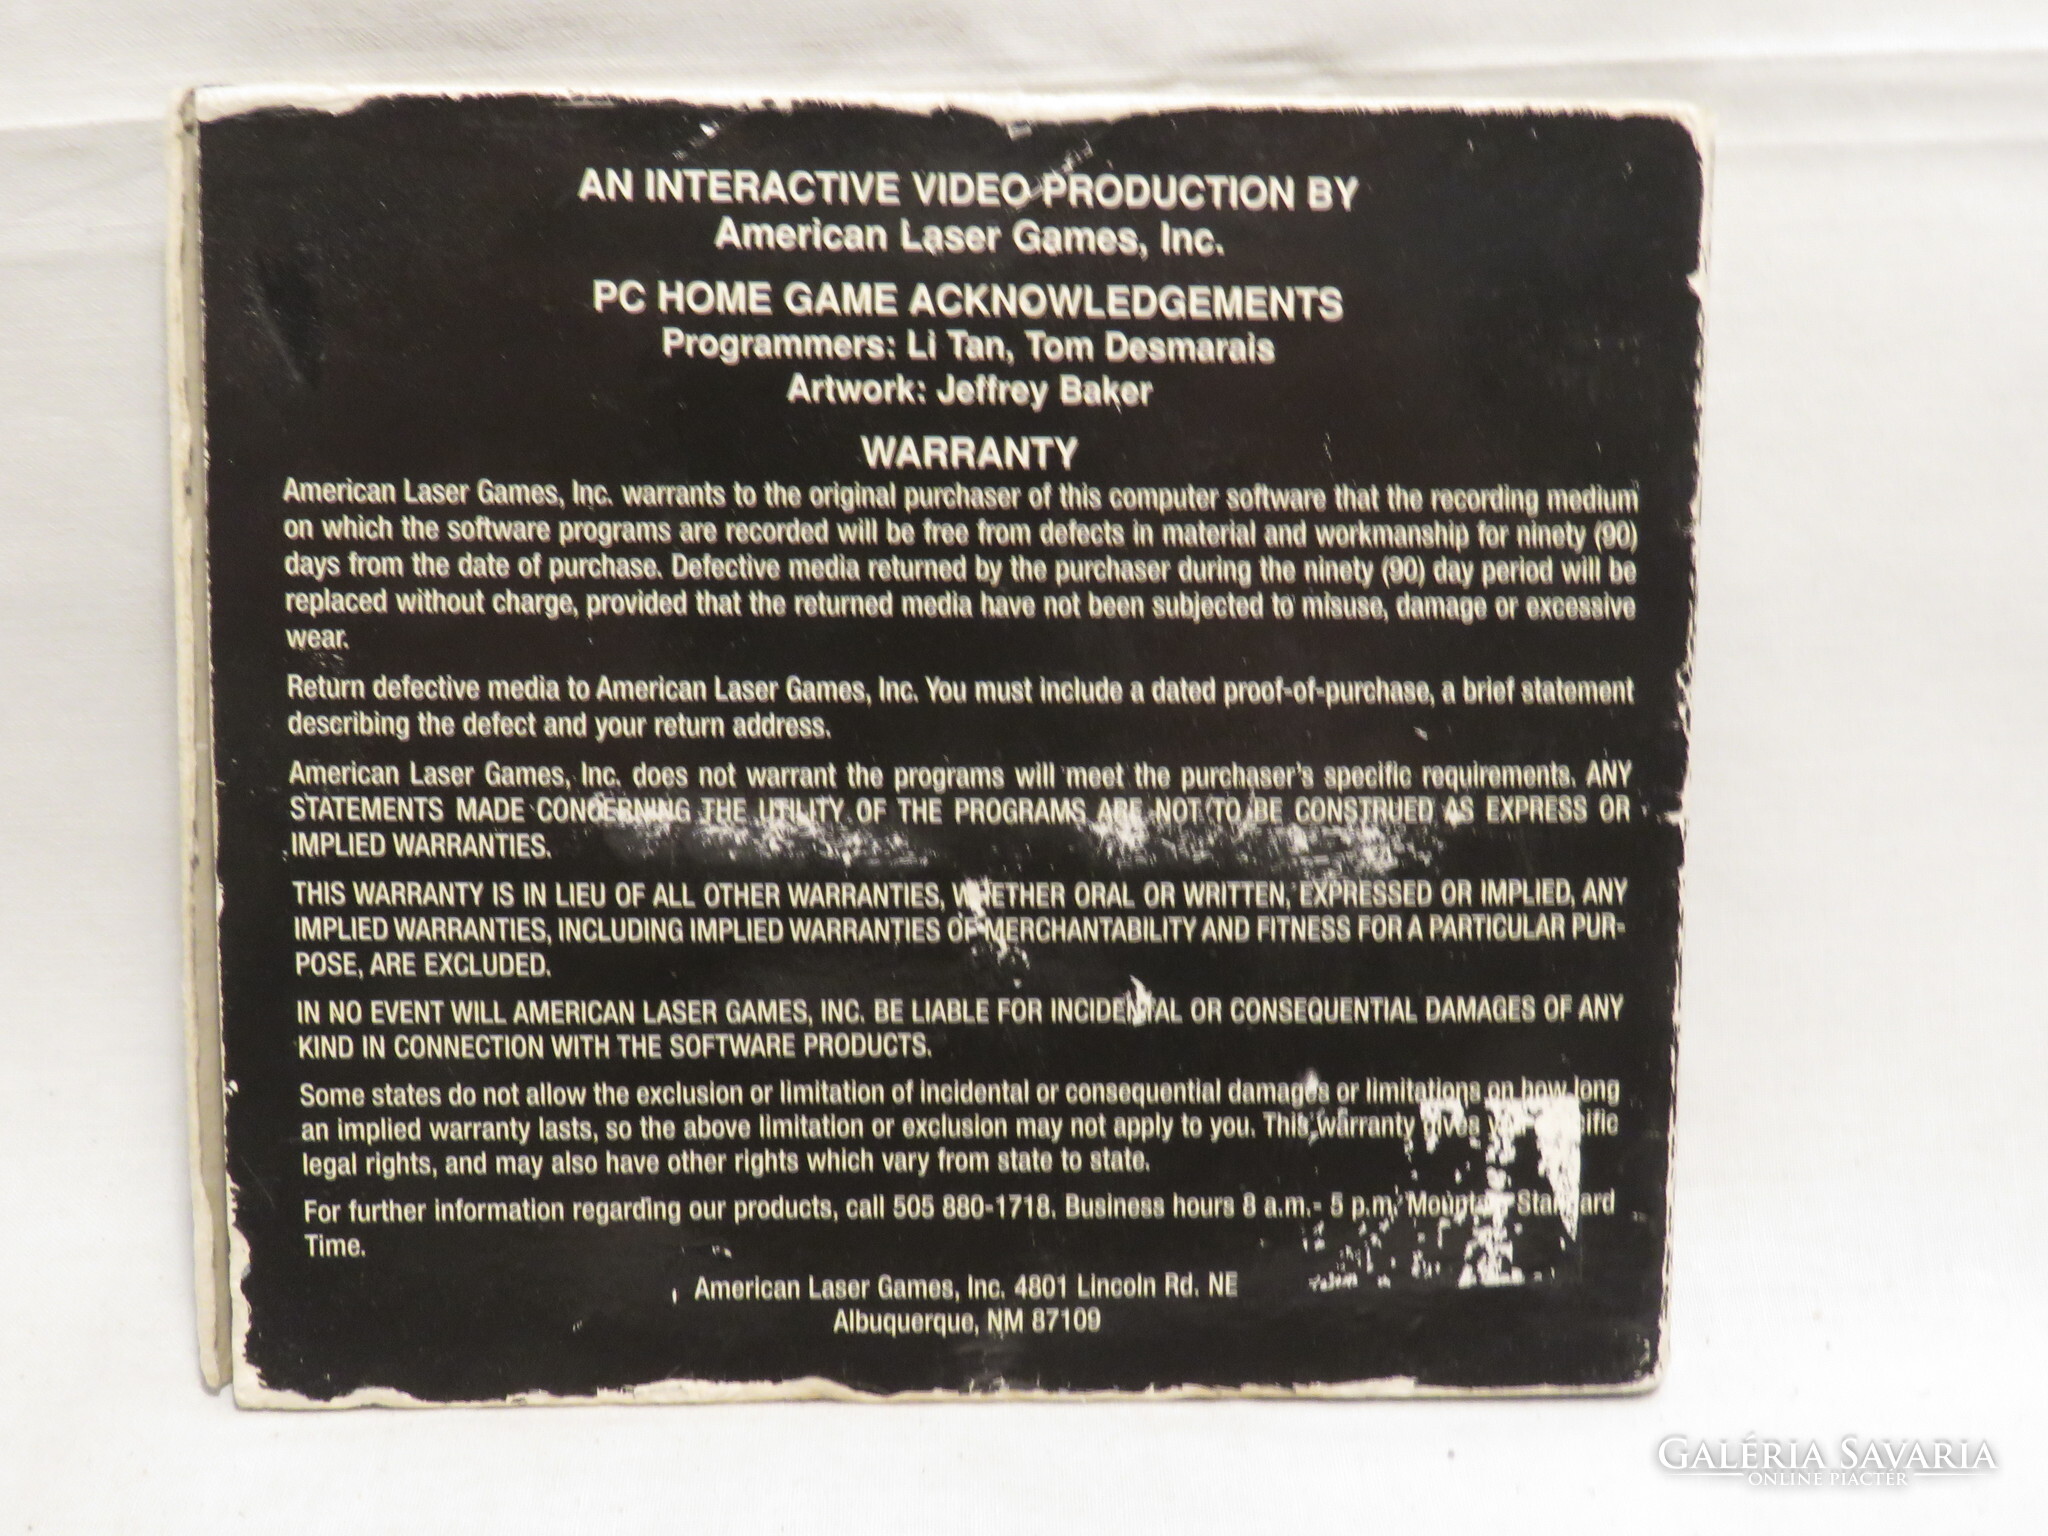 AN INTERACTIVE VIDEO PRODUCTION BY
American Laser Games, Inc.
PC HOME GAME ACKNOWLEDGEMENTS
Programmers: Li Tan, Tom Desmarais
Artwork: Jeffrey Baker
WARRANTY
American Laser Games, Inc. warrants to the original purchaser of this computer software that the recording medium
on which the software programs are recorded will be free from defects in material and workmanship for ninety (90)
days from the date of purchase. Defective media returned by the purchaser during the ninety (90) day period will be
replaced without charge, provided that the returned media have not been subjected to misuse, damage or excessive
wear.
Return defective media to American Laser Games, Inc. You must include a dated proof-of-purchase, a brief statement
describing the defect and your return address.
American Laser Games, Inc. does not warrant the programs will meet the purchaser's specific requirements. ANY
STATEMENTS MADE CONCERNING THE UTILITY OF THE PROGRAMS ARE NOT TO BE CONSTRUED AS EXPRESS OR
IMPLIED WARRANTIES.
THIS WARRANTY IS IN LIEU OF ALL OTHER WARRANTIES, WHETHER ORAL OR WRITTEN, EXPRESSED OR IMPLIED, ANY
IMPLIED WARRANTIES, INCLUDING IMPLIED WARRANTIES OF MERCHANTABILITY AND FITNESS FOR A PARTICULAR PUR-
POSE, ARE EXCLUDED.
IN NO EVENT WILL AMERICAN LASER GAMES, INC. BE LIABLE FOR INCIDENTAL OR CONSEQUENTIAL DAMAGES OF ANY
KIND IN CONNECTION WITH THE SOFTWARE PRODUCTS.
Some states do not allow the exclusion or limitation of incidental or consequential damages or limitations on how long
an implied warranty lasts, so the above limitation or exclusion may not apply to you. This warranty gives
legal rights, and may also have other rights which vary from state to state.
For further information regarding our products, call 505 880-1718. Business hours 8 a.m.- 5 p.m. Mountain Standard
Time.
American Laser Games, Inc. 4801 Lincoln Rd. NE
Albuquerque, NM 87109
GALÉRIA SAVARIA
ONLINE PIACTÉR